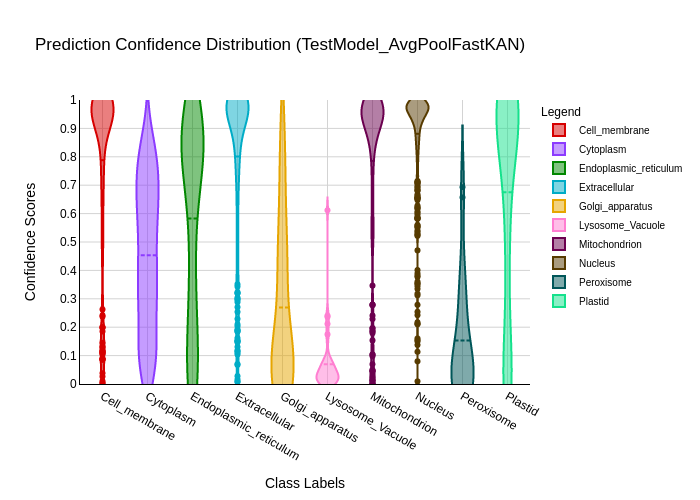 Prediction Confidence Distribution (TestModel_AvgPoolFastKAN)
Confidence Scores
1
0.9
0.8
0.7
0.6
0.5
0.4
0.3
0.2
0.1
0
Cell_membrane
Cytoplasm
Endoplasmic_reticulum
Extracellular
Golgi_apparatus
Lysosome_Vacuole
Mitochondrion
Nucleus
Peroxisome
Plastid
Class Labels
Legend
Cell_membrane
Cytoplasm
Endoplasmic_reticulum
Extracellular
Golgi_apparatus
Lysosome_Vacuole
Mitochondrion
Nucleus
Peroxisome
Plastid